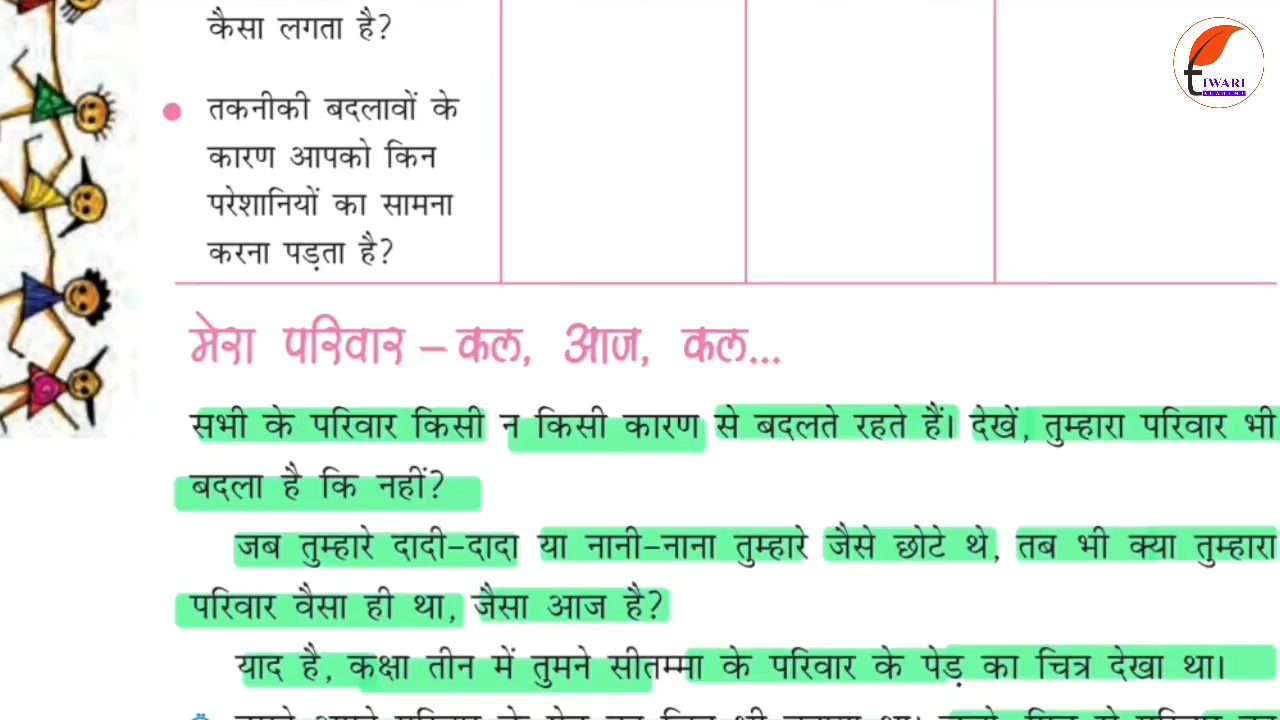 कैसा लगता है?
तकनीकी बदलावों के
कारण आपको किन
परेशानियों का सामना
करना पड़ता है?
मेरा परिवार – कल, आज, कल...
सभी के परिवार किसी न किसी कारण से बदलते रहते हैं। देखें, तुम्हारा परिवार भी
बदला है कि नहीं?
जब तुम्हारे दादी-दादा या नानी-नाना तुम्हारे जैसे छोटे थे, तब भी क्या तुम्हारा
परिवार वैसा ही था, जैसा आज है?
याद है, कक्षा तीन में तुमने सीतम्मा के परिवार के पेड़ का चित्र देखा था।
TIWARI
ACADEMY